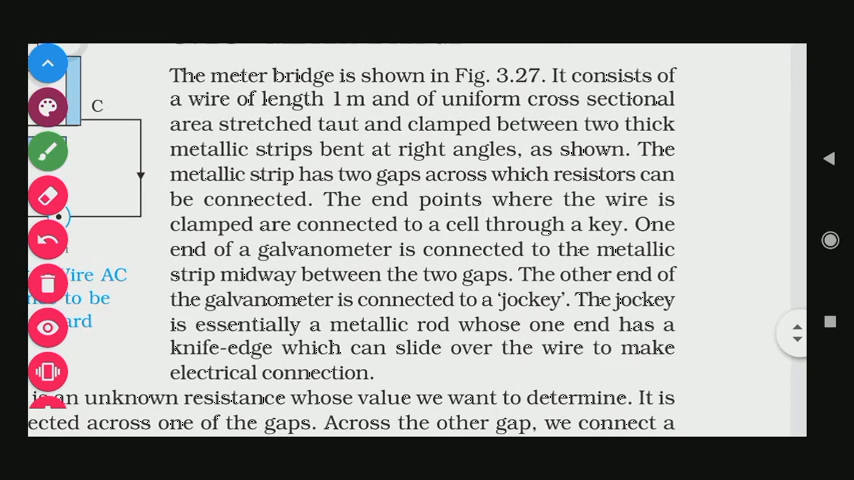 C
The meter bridge is shown in Fig. 3.27. It consists of
a wire of length 1 m and of uniform cross sectional
area stretched taut and clamped between two thick
metallic strips bent at right angles, as shown. The
metallic strip has two gaps across which resistors can
be connected. The end points where the wire is
clamped are connected to a cell through a key. One
end of a galvanometer is connected to the metallic
strip midway between the two gaps. The other end of
the galvanometer is connected to a ‘jockey’. The jockey
is essentially a metallic rod whose one end has a
knife-edge which can slide over the wire to make
electrical connection.
Wire AC
to be
is an unknown resistance whose value we want to determine. It is
ected across one of the gaps. Across the other gap, we connect a